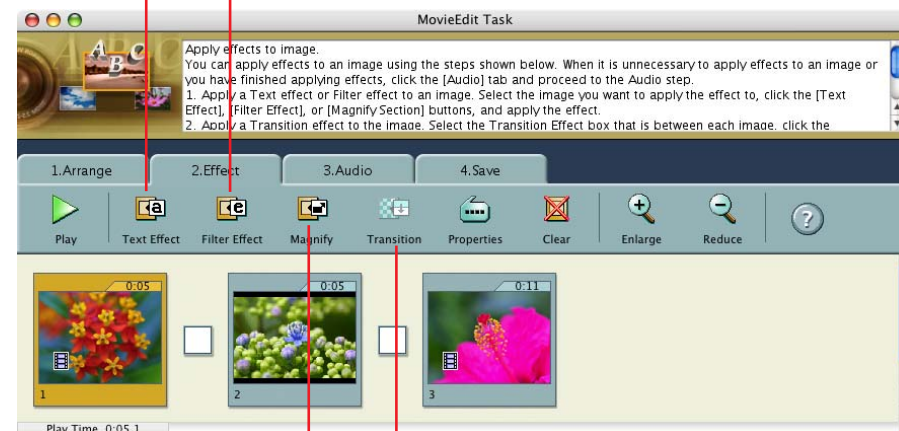 MovieEdit Task
ABC
Apply effects to image.
You can apply effects to an image using the steps shown below. When it is unnecessary to apply effects to an image or
you have finished applying effects, click the [Audio] tab and proceed to the Audio step.
1. Apply a Text effect or Filter effect to an image. Select the image you want to apply the effect to, click the [Text
Effect], [Filter Effect], or [Magnify Section] buttons, and apply the effect.
2. Apply a Transition effect to the image. Select the Transition Effect box that is between each image, click the
1.Arrange 2.Effect 3.Audio 4.Save
a e ?
Play Text Effect Filter Effect Magnify Transition Properties Clear Enlarge Reduce
0:05 0:05 0:11
1 2 3
Play Time 0:05.1